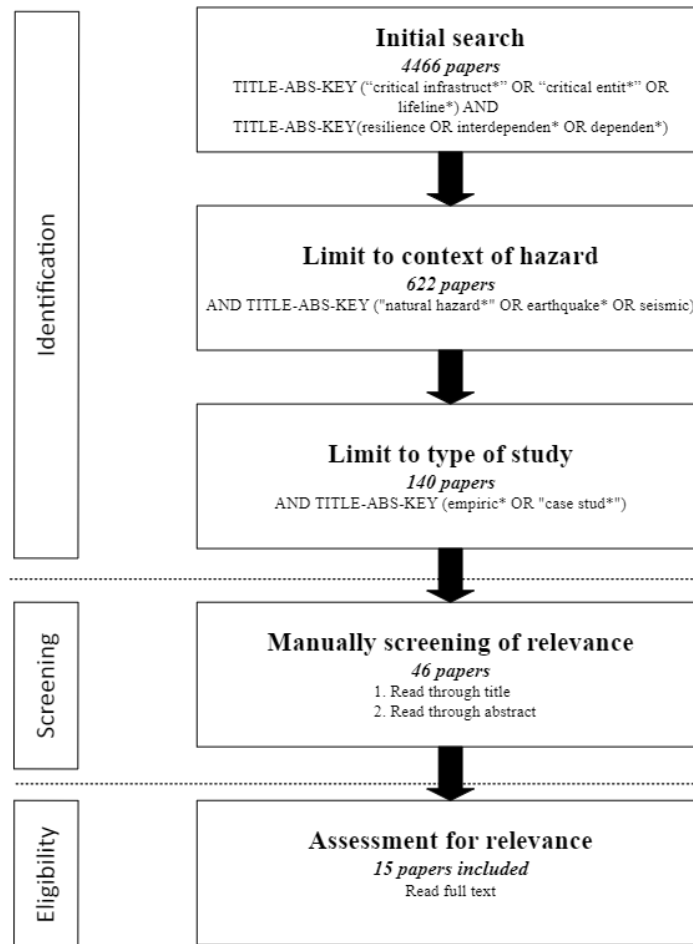 Identification
Initial search
4466 papers
TITLE-ABS-KEY (“critical infrastruct*” OR “critical entit*” OR
lifeline*) AND
TITLE-ABS-KEY(resilience OR interdependen* OR dependen*)
Limit to context of hazard
622 papers
AND TITLE-ABS-KEY ("natural hazard*" OR earthquake* OR seismic)
Limit to type of study
140 papers
AND TITLE-ABS-KEY (empiric* OR "case stud*")
Screening
Manually screening of relevance
46 papers
1. Read through title
2. Read through abstract
Eligibility
Assessment for relevance
15 papers included
Read full text